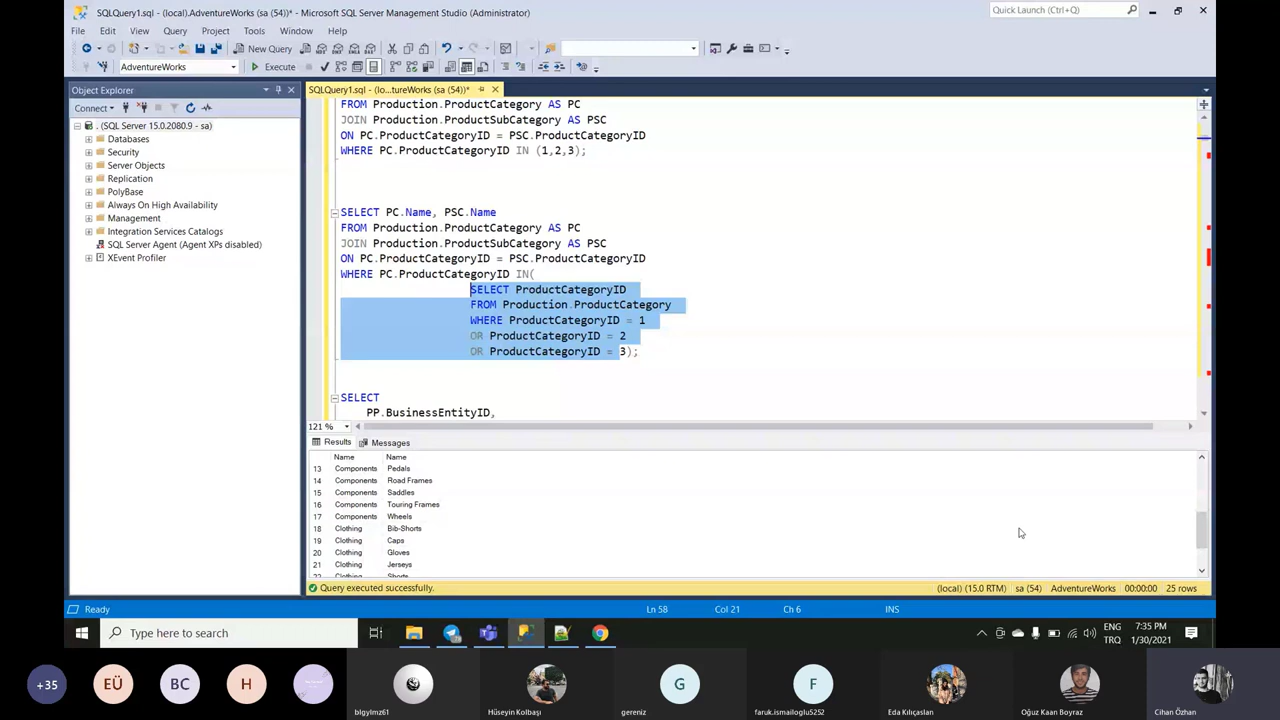 SQLQuery1.sql - (local).AdventureWorks (sa (54))* - Microsoft SQL Server Management Studio (Administrator)
Quick Launch (Ctrl+Q)
File Edit View Query Project Tools Window Help
New Query
AdventureWorks
Execute
Object Explorer
SQLQuery1.sql - (lo...tureWorks (sa (54))*
Connect
. (SQL Server 15.0.2080.9 - sa)
Databases
Security
Server Objects
Replication
PolyBase
Always On High Availability
Management
Integration Services Catalogs
SQL Server Agent (Agent XPs disabled)
XEvent Profiler
FROM Production.ProductCategory AS PC
JOIN Production.ProductSubCategory AS PSC
ON PC.ProductCategoryID = PSC.ProductCategoryID
WHERE PC.ProductCategoryID IN (1,2,3);
SELECT PC.Name, PSC.Name
FROM Production.ProductCategory AS PC
JOIN Production.ProductSubCategory AS PSC
ON PC.ProductCategoryID = PSC.ProductCategoryID
WHERE PC.ProductCategoryID IN(
SELECT ProductCategoryID
FROM Production.ProductCategory
WHERE ProductCategoryID = 1
OR ProductCategoryID = 2
OR ProductCategoryID = 3);
SELECT
PP.BusinessEntityID,
121 %
Results Messages
Name Name
13 Components Pedals
14 Components Road Frames
15 Components Saddles
16 Components Touring Frames
17 Components Wheels
18 Clothing Bib-Shorts
19 Clothing Caps
20 Clothing Gloves
21 Clothing Jerseys
22 Clothing Shorts
Query executed successfully.
(local) (15.0 RTM) sa (54) AdventureWorks 00:00:00 25 rows
Ready
Ln 58 Col 21 Ch 6 INS
Type here to search
ENG
TRQ
7:35 PM
1/30/2021
+35 EÜ BC H G F
blgylmz61 Hüseyin Kolbaşı gereniz faruk.ismailoglu5252 Eda Kılıçaslan Oğuz Kaan Boyraz Cihan Özhan